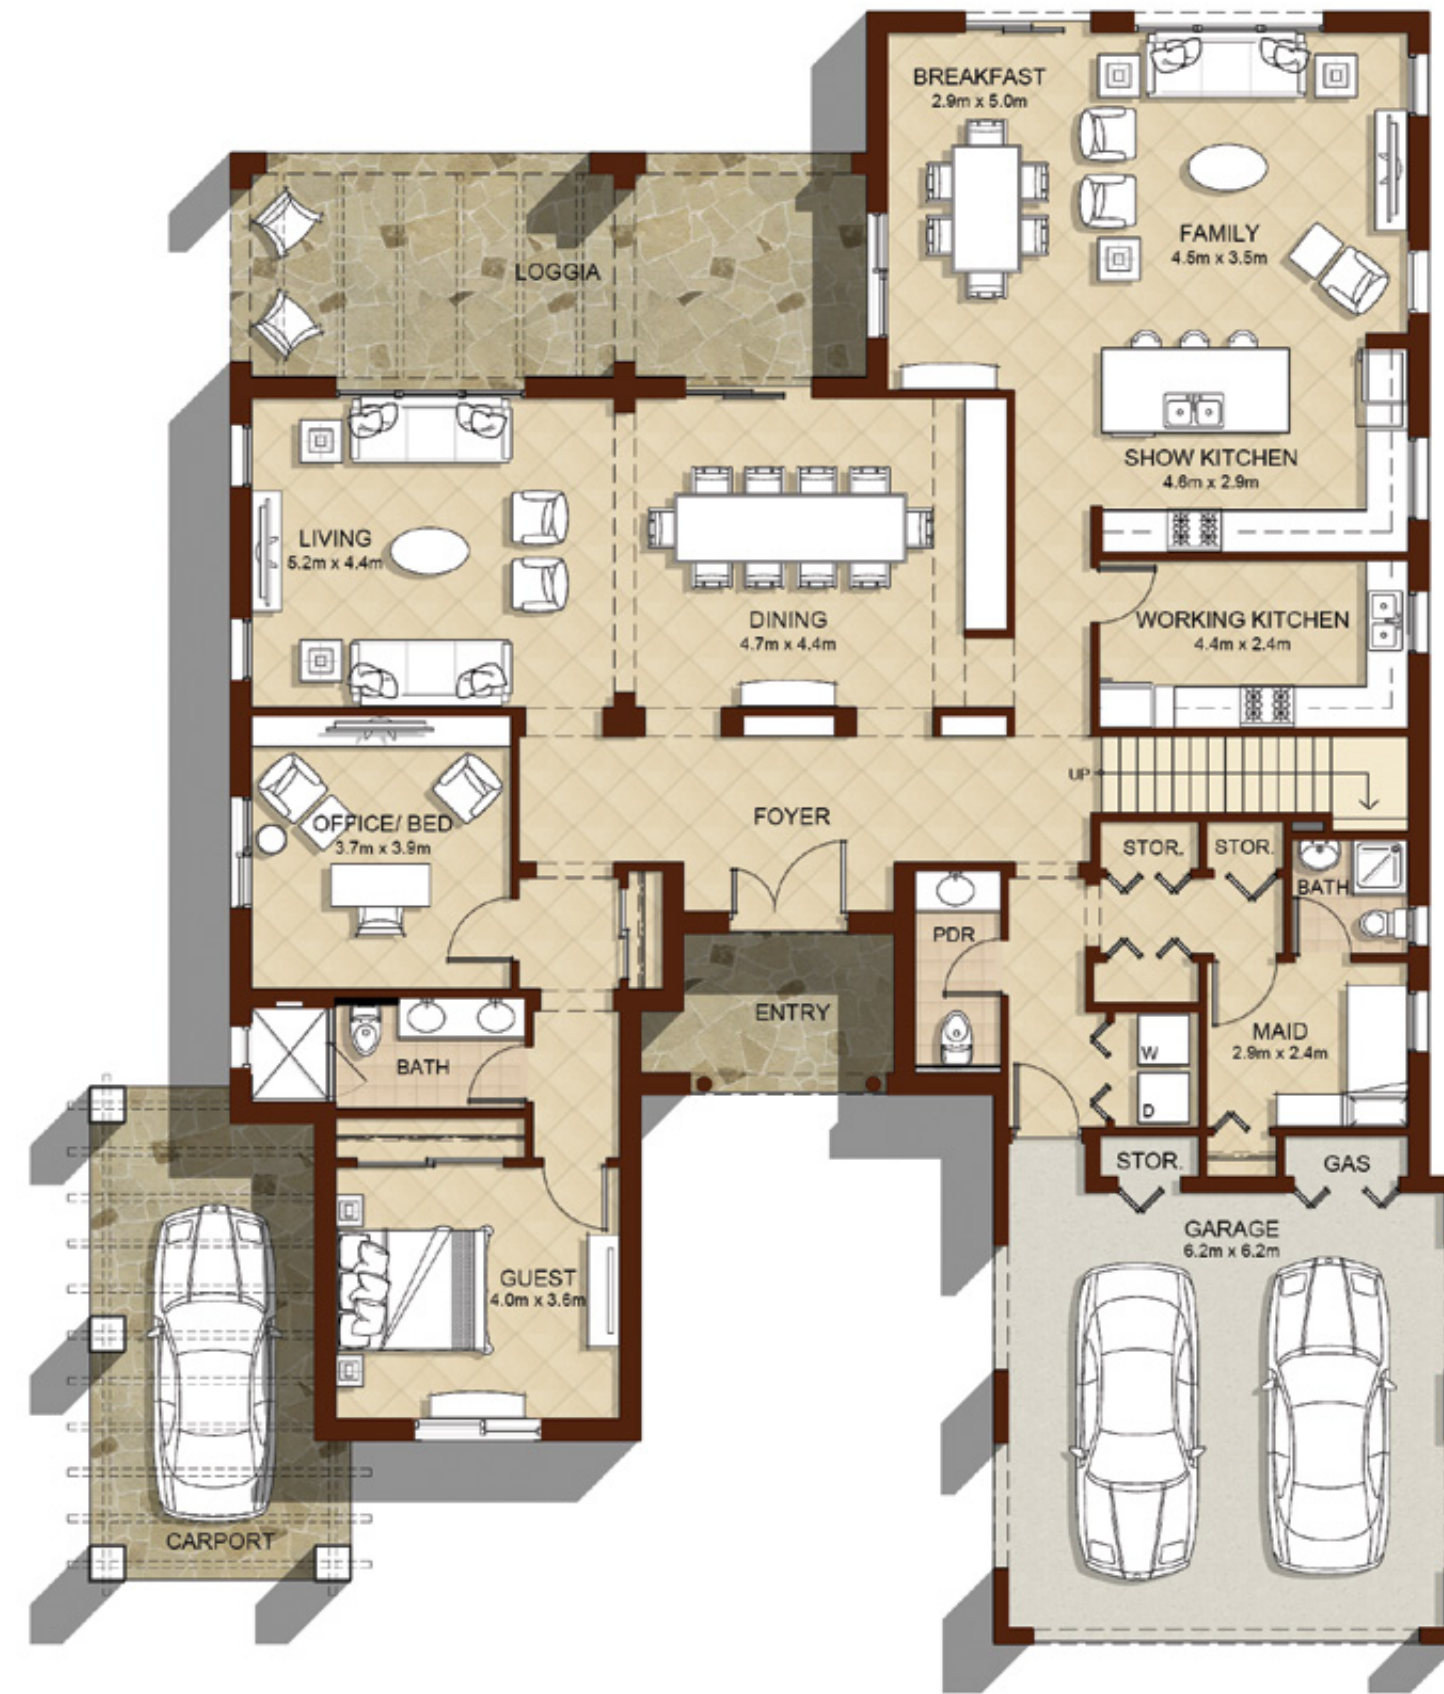 BREAKFAST
2.9m x 5.0m
FAMILY
4.5m x 3.5m
LOGGIA
SHOW KITCHEN
4.6m x 2.9m
LIVING
5.2m x 4.4m
DINING
4.7m x 4.4m
WORKING KITCHEN
4.4m x 2.4m
UP
OFFICE/ BED
3.7m x 3.9m
FOYER
STOR.
STOR.
BATH
PDR
ENTRY
MAID
2.9m x 2.4m
W
BATH
D
STOR.
GAS
GARAGE
6.2m x 6.2m
GUEST
4.0m x 3.6m
CARPORT